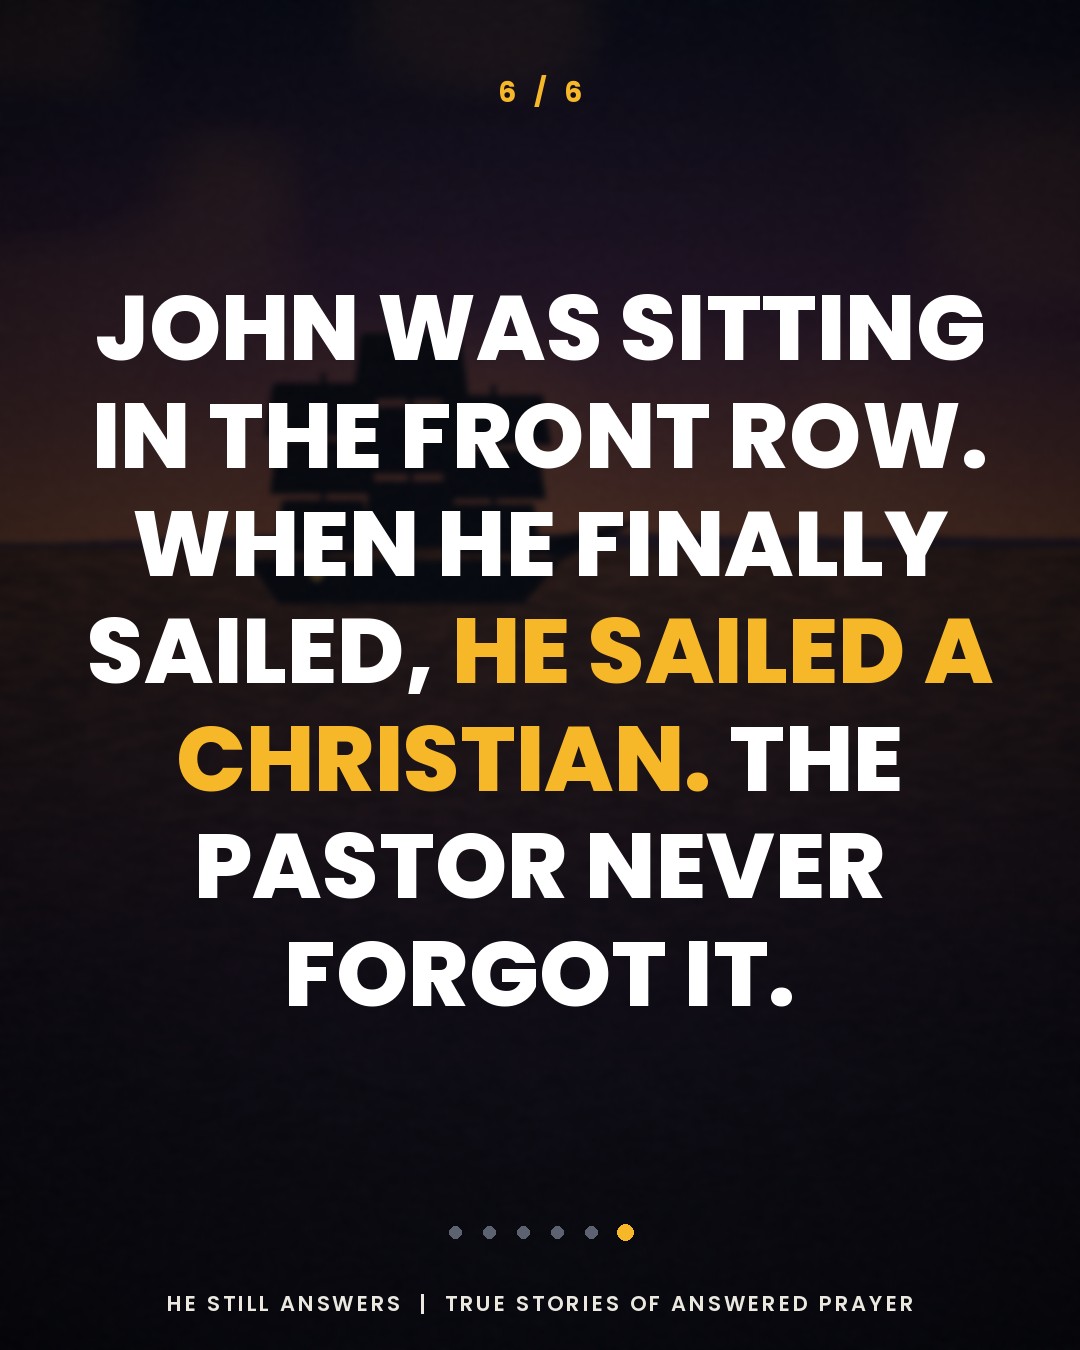 6 / 6
JOHN WAS SITTING
IN THE FRONT ROW.
WHEN HE FINALLY
SAILED, HE SAILED A
CHRISTIAN. THE
PASTOR NEVER
FORGOT IT.
HE STILL ANSWERS | TRUE STORIES OF ANSWERED PRAYER